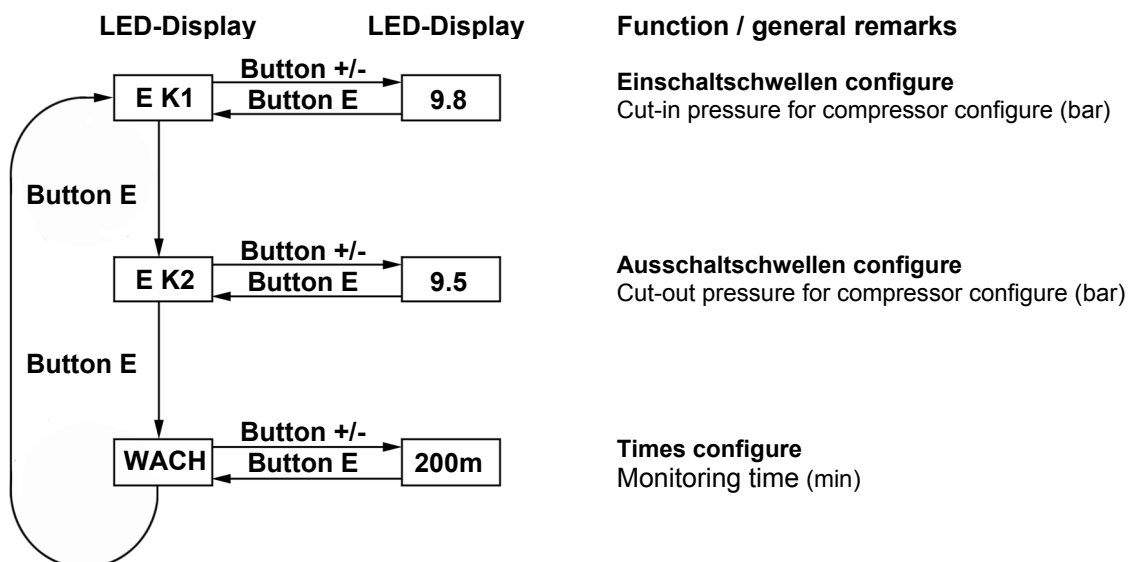 LED-Display LED-Display Function / general remarks
Button +/-
E K1 Button E 9.8
Einschaltschwellen configure
Cut-in pressure for compressor configure (bar)
Button E
Button +/-
E K2 Button E 9.5
Ausschaltschwellen configure
Cut-out pressure for compressor configure (bar)
Button E
Button +/-
WACH Button E 200m
Times configure
Monitoring time (min)